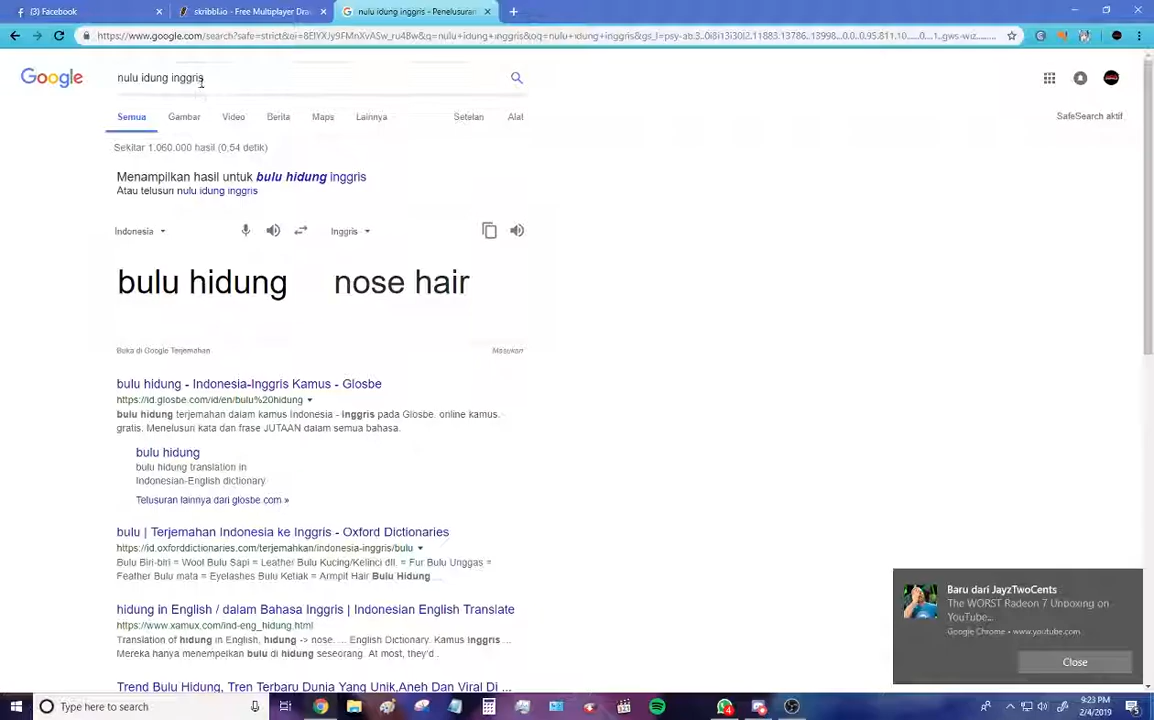 (1) Facebook
skribbl.io - Free Multiplayer Drav
nulu idung inggris - Penelusuran
Google
nulu idung inggris
Semua Gambar Video Berita Maps Lainnya Setelan Alat
SafeSearch aktif
Sekitar 1.060.000 hasil (0,54 detik)
Menampilkan hasil untuk bulu hidung inggris
Atau telusuri nulu idung inggris
Indonesia Inggris
bulu hidung nose hair
Buka di Google Terjemahan Masukan
bulu hidung - Indonesia-Inggris Kamus - Glosbe
https://id.glosbe.com/id/en/bulu%20hidung
bulu hidung terjemahan dalam kamus Indonesia - Inggris pada Glosbe, online kamus,
gratis. Menelusuri kata dan frase JUTAAN dalam semua bahasa.
bulu hidung
bulu hidung translation in
Indonesian-English dictionary
Telusuran lainnya dari glosbe.com »
bulu | Terjemahan Indonesia ke Inggris - Oxford Dictionaries
https://id.oxforddictionaries.com/terjemahkan/indonesia-inggris/bulu
Bulu Biri-biri = Wool Bulu Sapi = Leather Bulu Kucing/Kelinci dll. = Fur Bulu Unggas =
Feather Bulu mata = Eyelashes Bulu Ketiak = Armpit Hair Bulu Hidung
hidung in English / dalam Bahasa Inggris | Indonesian English Translate
https://www.xamux.com/ind-eng_hidung.html
Translation of hidung in English, hidung -> nose. ... English Dictionary. Kamus Inggris ...
Mereka hanya menempelkan bulu di hidung seseorang. At most, they'd .
Trend Bulu Hidung, Tren Terbaru Dunia Yang Unik,Aneh Dan Viral Di ...
Baru dari JayzTwoCents
The WORST Radeon 7 Unboxing on
YouTube...
Google Chrome • www.youtube.com
Close
Type here to search
4
9:23 PM
2/4/2019
5